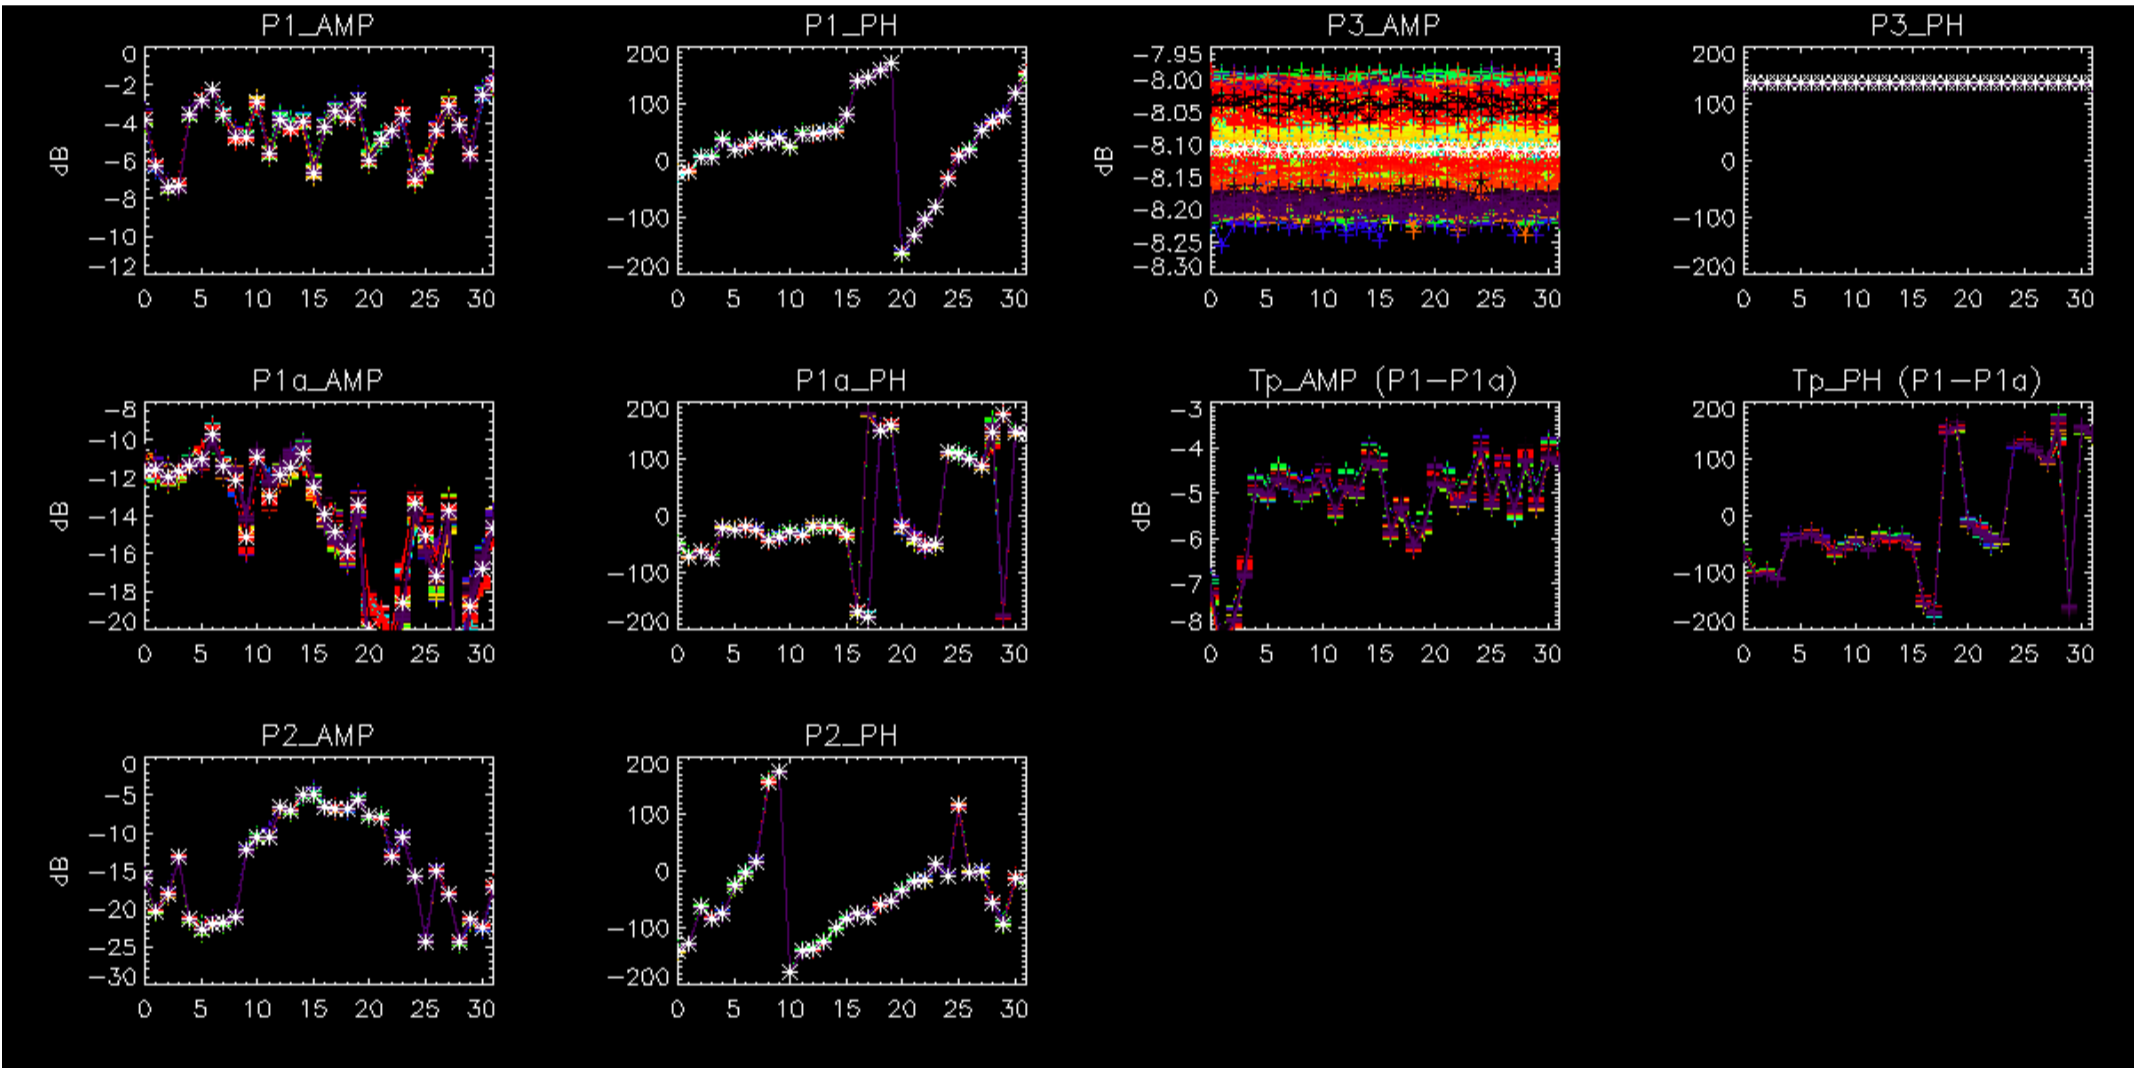 P1_AMP
dB
0
-2
-4
-6
-8
-10
-12
0 5 10 15 20 25 30
P1_PH
200
100
0
-100
-200
0 5 10 15 20 25 30
P3_AMP
dB
-7.95
-8.00
-8.05
-8.10
-8.15
-8.20
-8.25
-8.30
0 5 10 15 20 25 30
P3_PH
200
100
0
-100
-200
0 5 10 15 20 25 30
P1a_AMP
dB
-8
-10
-12
-14
-16
-18
-20
0 5 10 15 20 25 30
P1a_PH
200
100
0
-100
-200
0 5 10 15 20 25 30
Tp_AMP (P1-P1a)
dB
-3
-4
-5
-6
-7
-8
0 5 10 15 20 25 30
Tp_PH (P1-P1a)
200
100
0
-100
-200
0 5 10 15 20 25 30
P2_AMP
dB
0
-5
-10
-15
-20
-25
-30
0 5 10 15 20 25 30
P2_PH
200
100
0
-100
-200
0 5 10 15 20 25 30